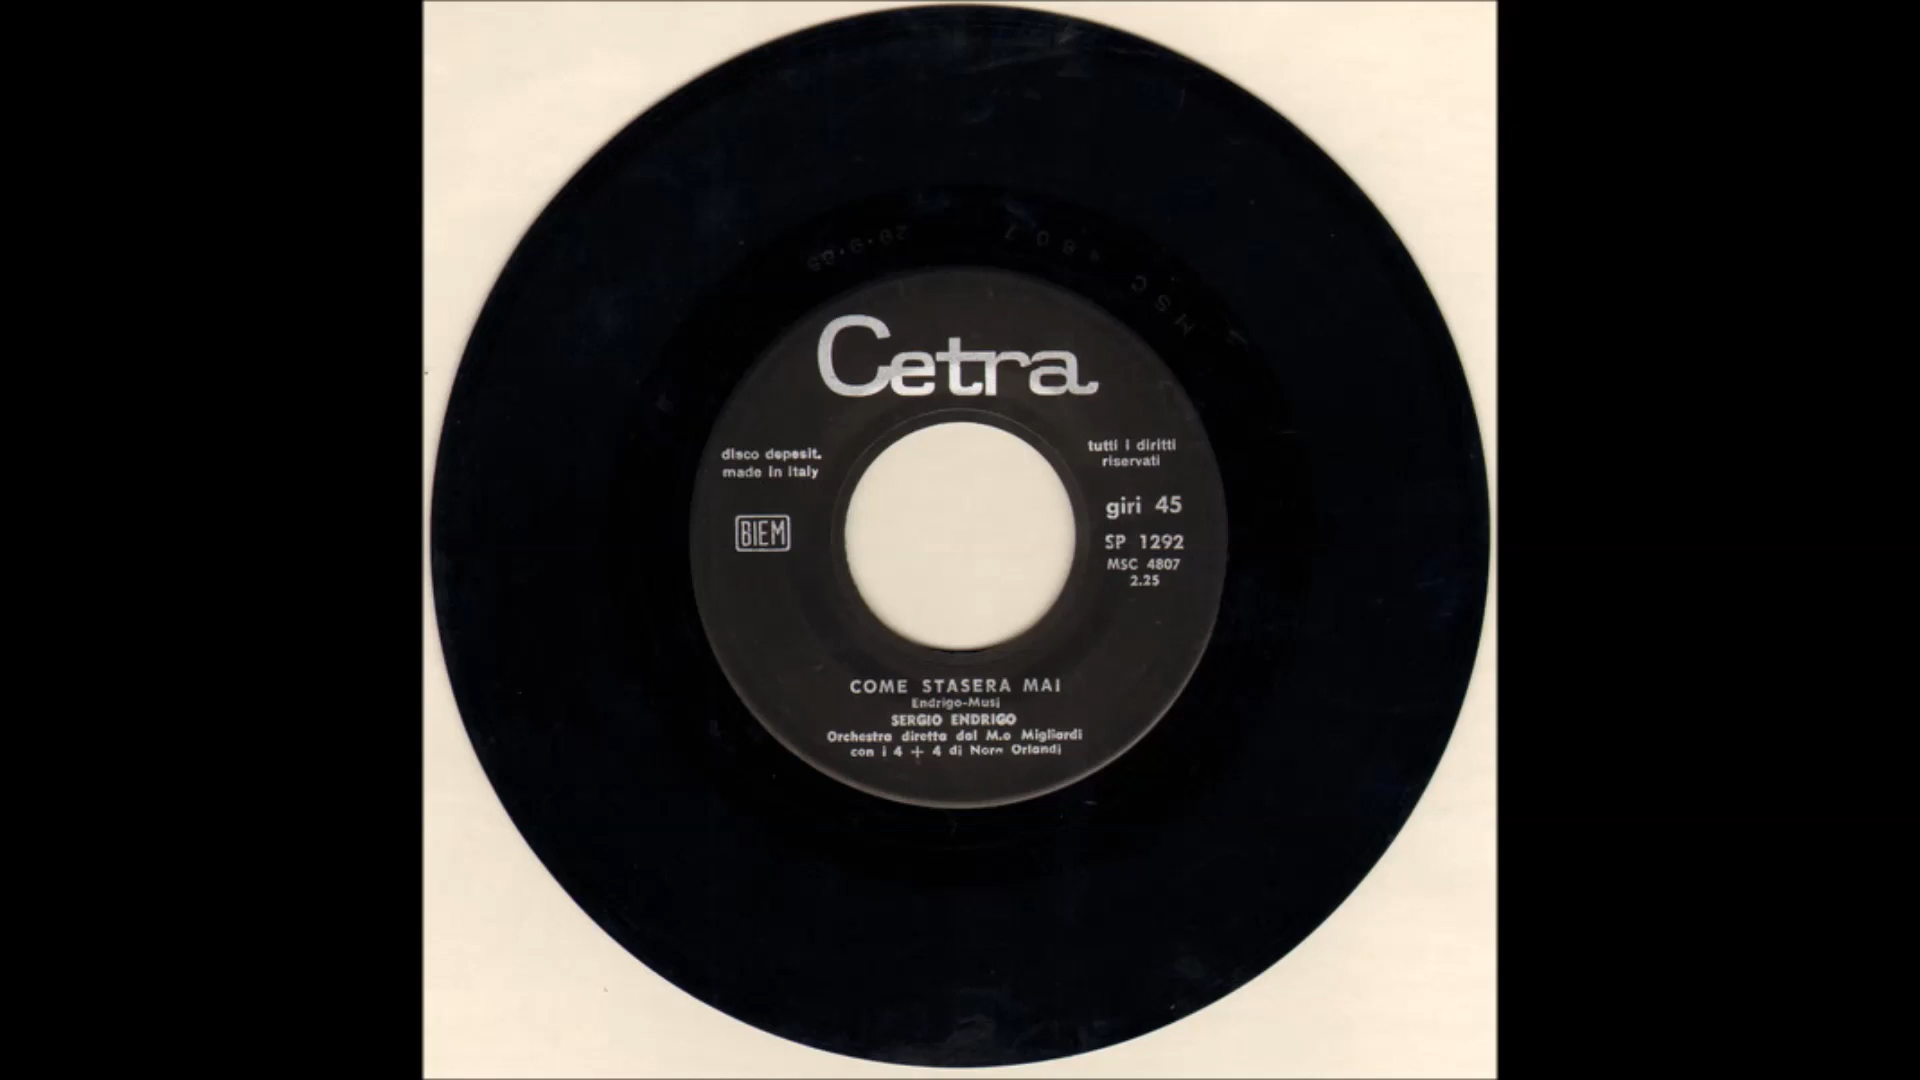 Cetra
disco deposit.
made in Italy
BIEM
tutti i diritti
riservati
giri 45
SP 1292
MSC 4807
2.25
COME STASERA MAI
Endrigo-Musi
SERGIO ENDRIGO
Orchestra diretta dal M.o Migliardi
con i 4 + 4 di Nora Orlandi